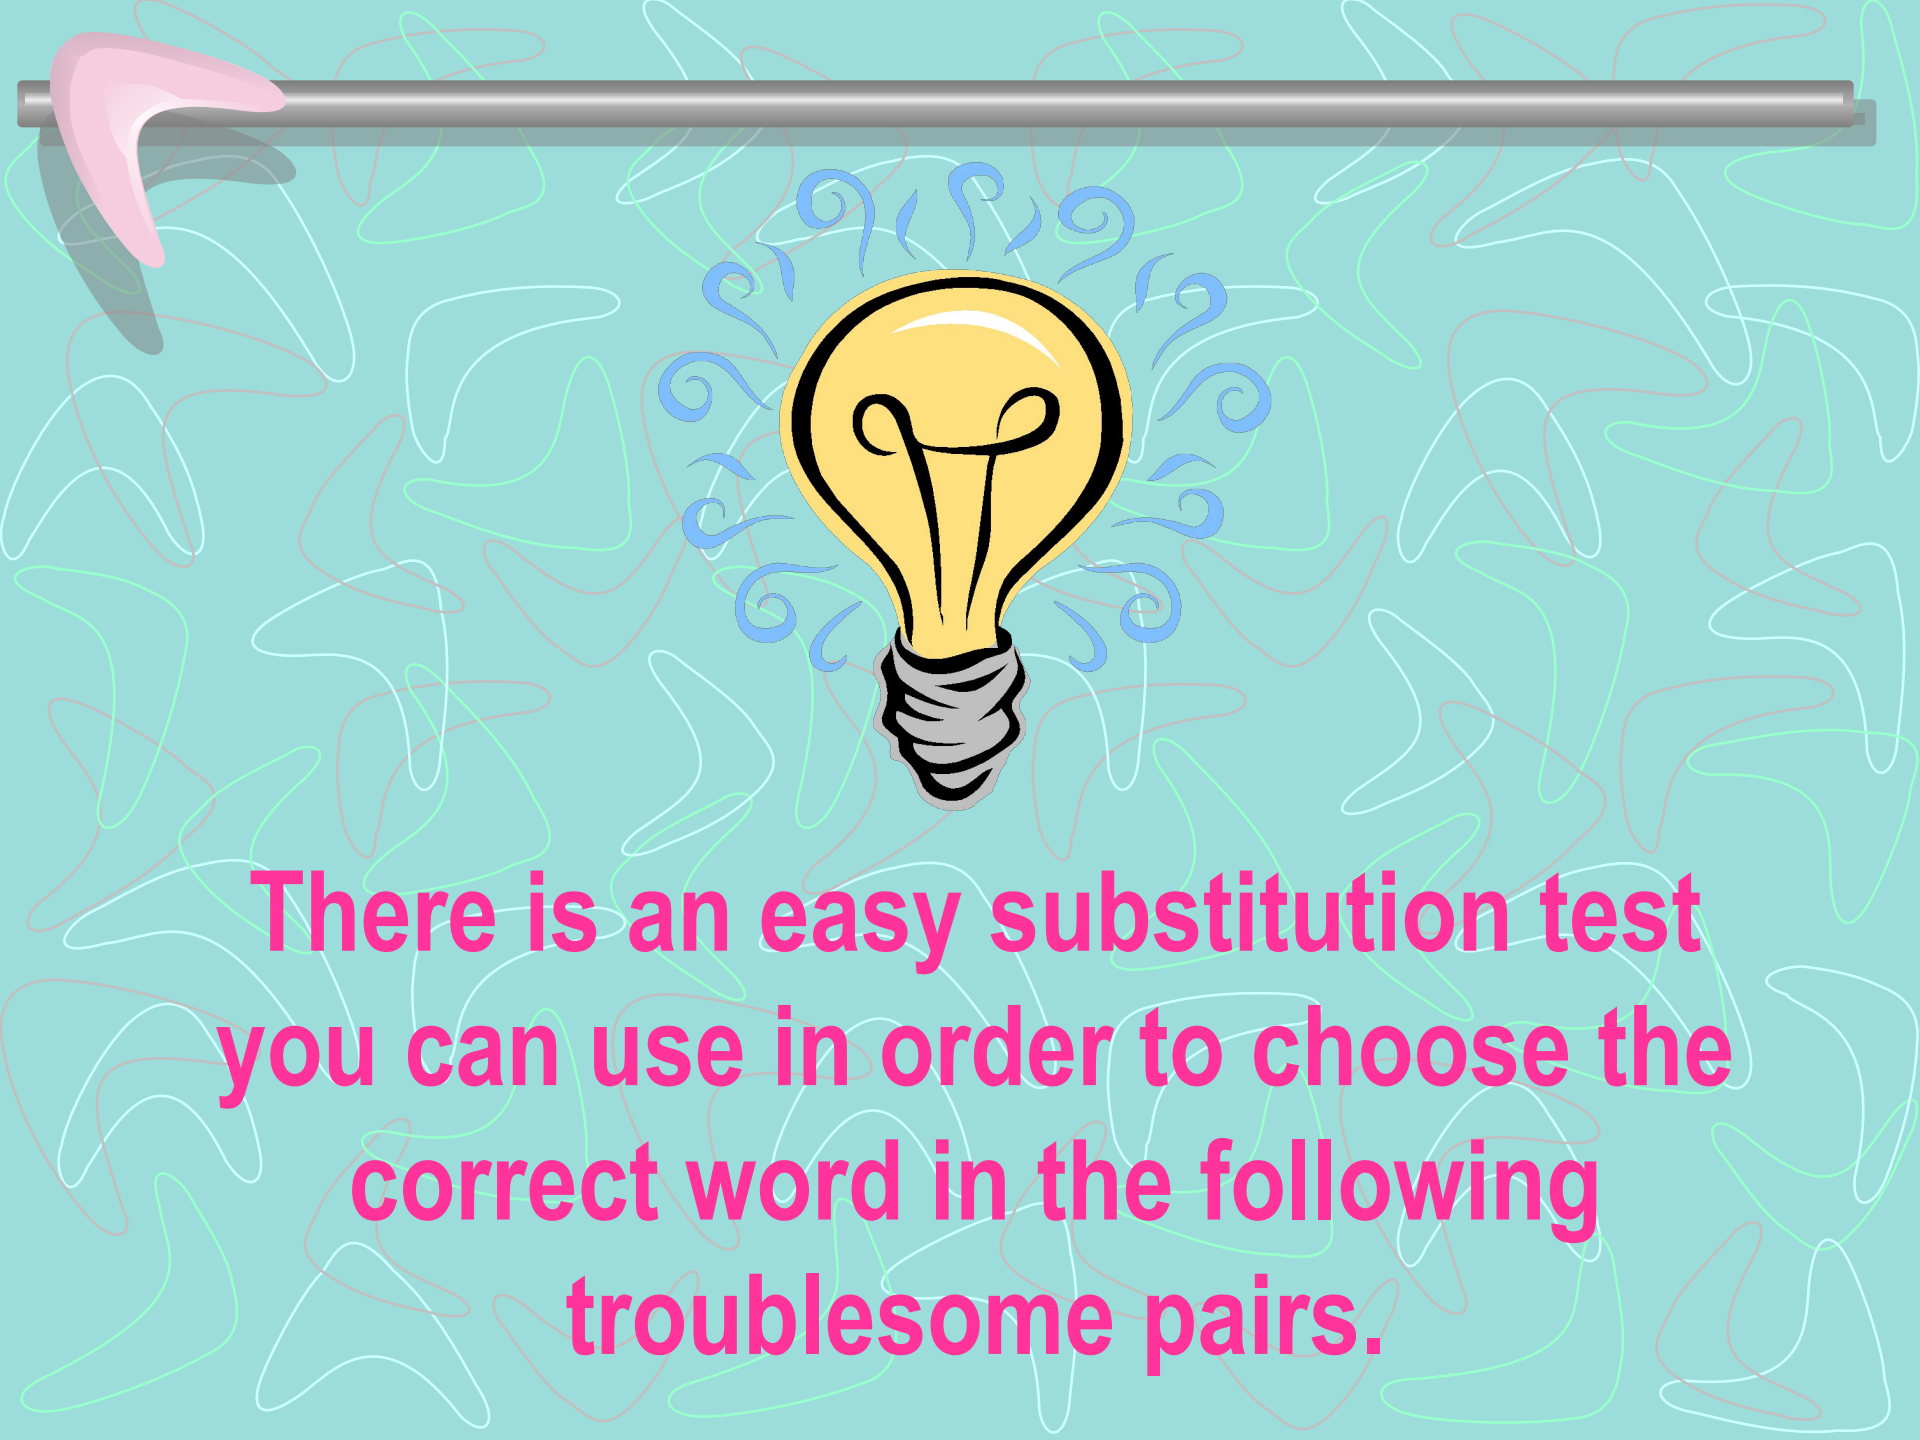 There is an easy substitution test
you can use in order to choose the
correct word in the following
troublesome pairs.